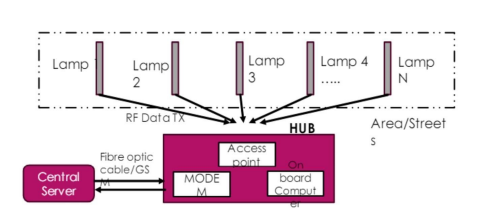 Lamp
Lamp
2
Lamp
3
Lamp 4
.....
Lamp
N
RF Data TX
HUB
Area/Street
s
Access
point
Fibre optic
cable/GS
M
MODE
M
On
board
Comput
er
Central
Server